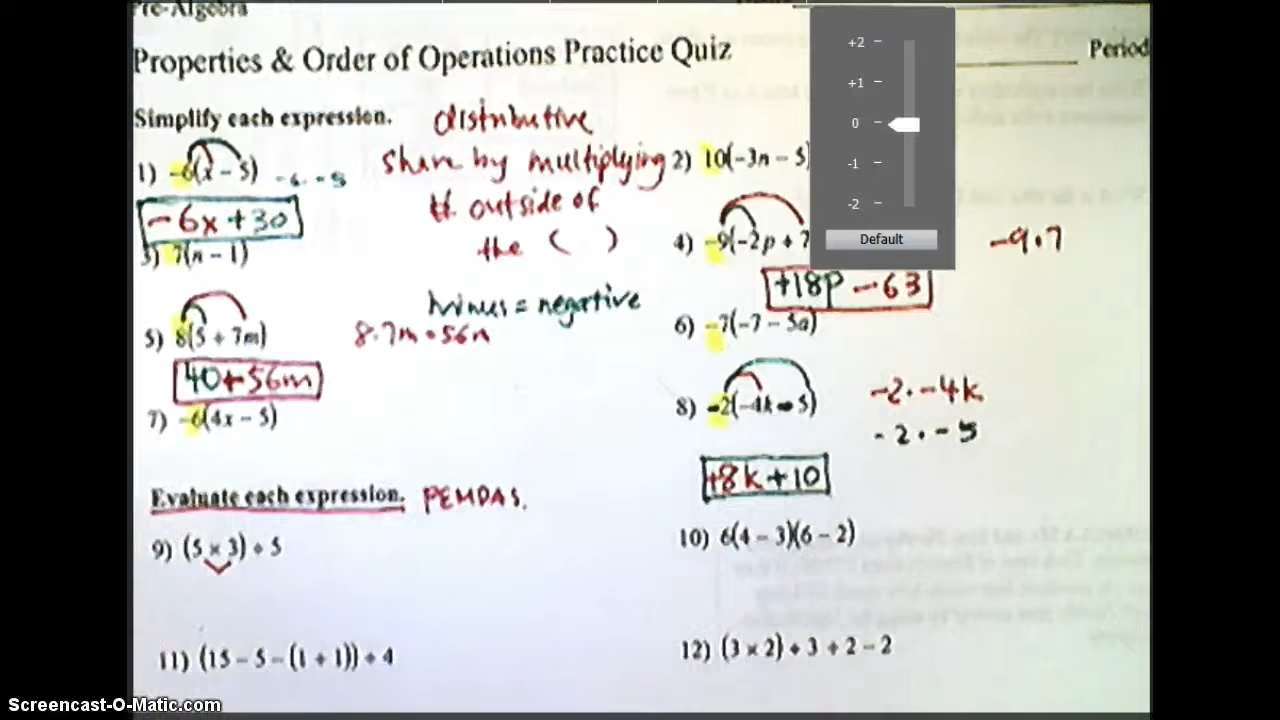 Pre-Algebra
Properties & Order of Operations Practice Quiz
Period
Simplify each expression.
distributive
share by multiplying
outside of
the ( )
minus = negative
1) -6(x - 5)
-6 · -5
-6x +30
2) 10(-3n - 5)
3) 7(n - 1)
4) -9(-2p + 7
-9·7
+18p -63
5) 8(5 + 7m)
8·7m = 56m
40+56m
6) -7(-7 - 5a)
7) -6(4x - 5)
8) -2(-4k - 5)
-2·-4k
-2·-5
+8k+10
Evaluate each expression. PEMDAS.
9) (5 × 3) ÷ 5
10) 6(4 - 3)(6 - 2)
11) (15 - 5 - (1 + 1)) ÷ 4
12) (3 × 2) ÷ 3 + 2 - 2
+2
+1
0
-1
-2
Default
Screencast-O-Matic.com